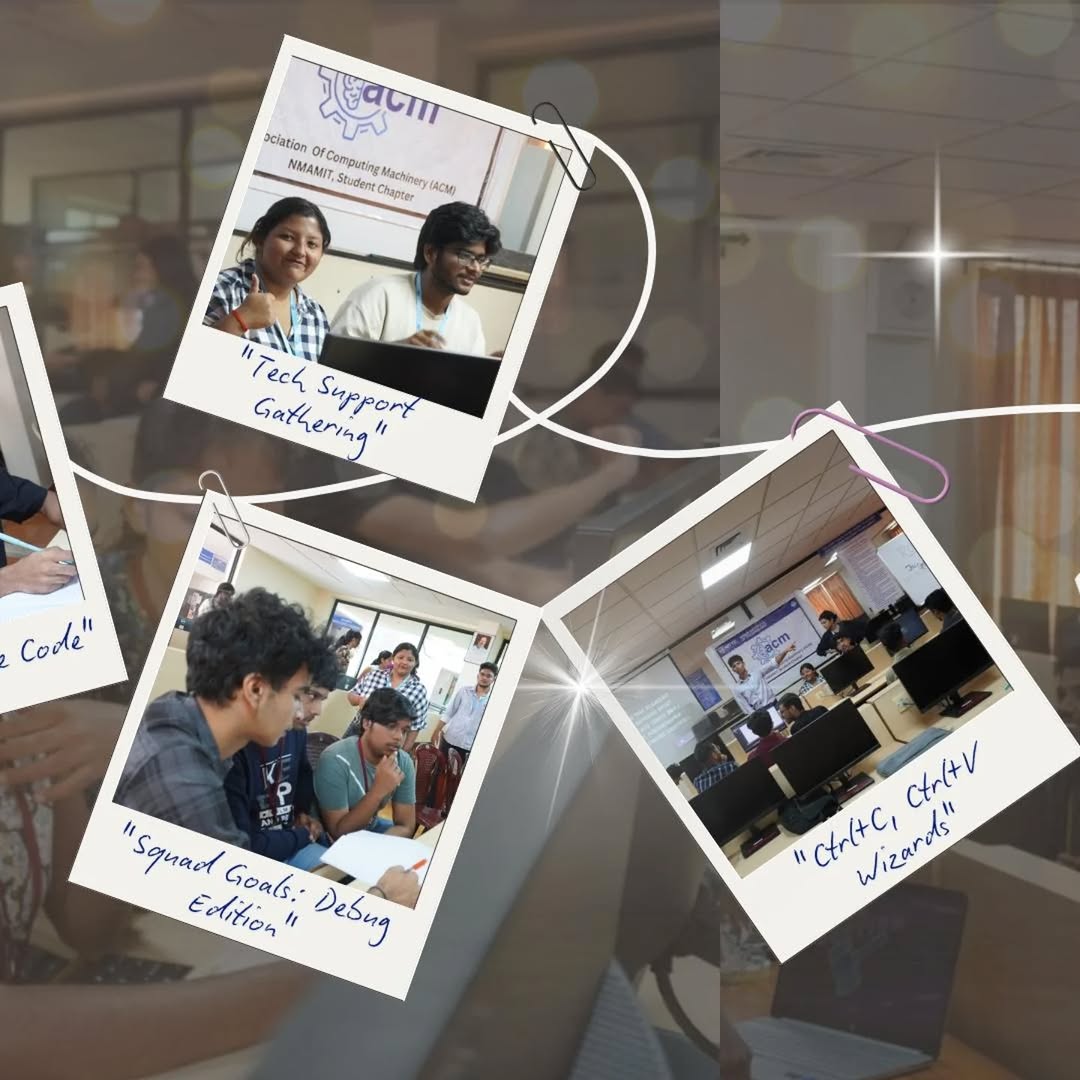 acm
ociation Of Computing Machinery (ACM)
NMAMIT, Student Chapter
"Tech Support
Gathering"
e Code"
"Squad Goals: Debug
Edition"
acm
"Ctrl+C, Ctrl+V
Wizards"